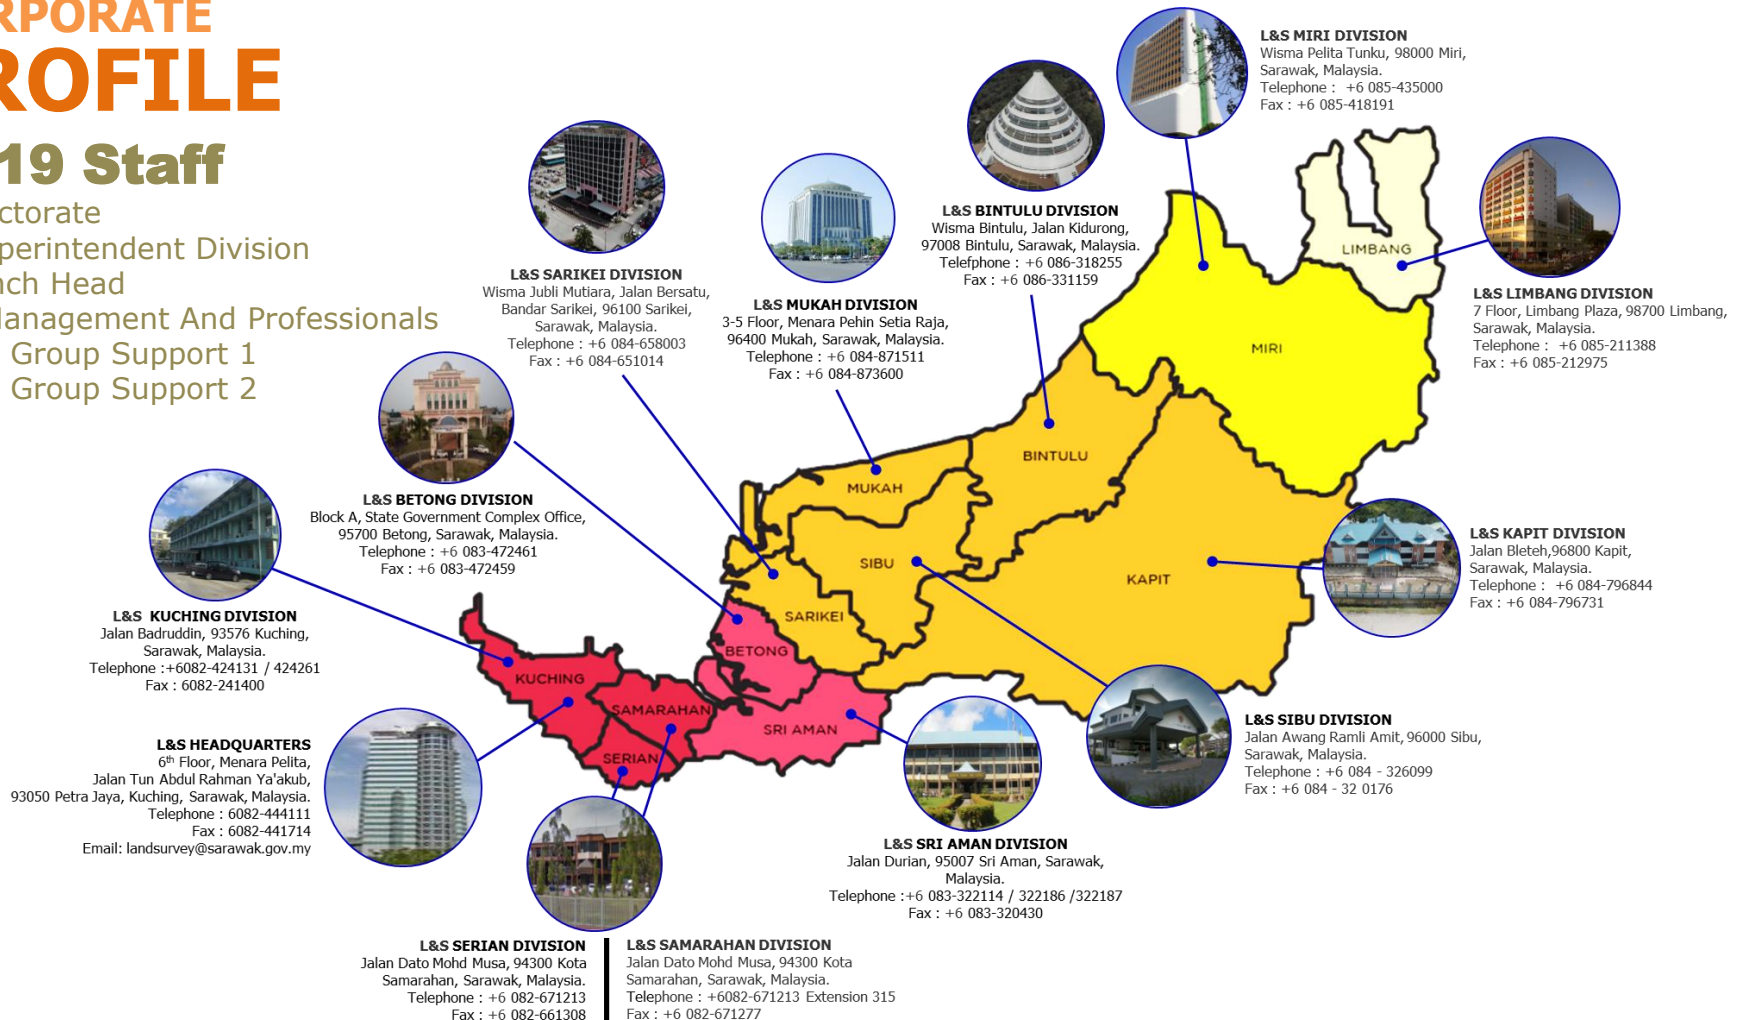 RPORATE
ROFILE
19 Staff
ctorate
perintendent Division
nch Head
Management And Professionals
Group Support 1
Group Support 2
L&S MIRI DIVISION
Wisma Pelita Tunku, 98000 Miri,
Sarawak, Malaysia.
Telephone : +6 085-435000
Fax : +6 085-418191
L&S BINTULU DIVISION
Wisma Bintulu, Jalan Kidurong,
97008 Bintulu, Sarawak, Malaysia.
Telefphone : +6 086-318255
Fax : +6 086-331159
L&S SARIKEI DIVISION
Wisma Jubli Mutiara, Jalan Bersatu,
Bandar Sarikei, 96100 Sarikei,
Sarawak, Malaysia.
Telephone : +6 084-658003
Fax : +6 084-651014
L&S MUKAH DIVISION
3-5 Floor, Menara Pehin Setia Raja,
96400 Mukah, Sarawak, Malaysia.
Telephone : +6 084-871511
Fax : +6 084-873600
L&S LIMBANG DIVISION
7 Floor, Limbang Plaza, 98700 Limbang,
Sarawak, Malaysia.
Telephone : +6 085-211388
Fax : +6 085-212975
L&S BETONG DIVISION
Block A, State Government Complex Office,
95700 Betong, Sarawak, Malaysia.
Telephone : +6 083-472461
Fax : +6 083-472459
L&S KAPIT DIVISION
Jalan Bleteh,96800 Kapit,
Sarawak, Malaysia.
Telephone : +6 084-796844
Fax : +6 084-796731
L&S KUCHING DIVISION
Jalan Badruddin, 93576 Kuching,
Sarawak, Malaysia.
Telephone :+6082-424131 / 424261
Fax : 6082-241400
LIMBANG
MIRI
BINTULU
MUKAH
SIBU
KAPIT
SARIKEI
BETONG
KUCHING
SAMARAHAN
SRI AMAN
SERIAN
L&S HEADQUARTERS
6th Floor, Menara Pelita,
Jalan Tun Abdul Rahman Ya'akub,
93050 Petra Jaya, Kuching, Sarawak, Malaysia.
Telephone : 6082-444111
Fax : 6082-441714
Email: landsurvey@sarawak.gov.my
L&S SIBU DIVISION
Jalan Awang Ramli Amit, 96000 Sibu,
Sarawak, Malaysia.
Telephone : +6 084 - 326099
Fax : +6 084 - 32 0176
L&S SRI AMAN DIVISION
Jalan Durian, 95007 Sri Aman, Sarawak,
Malaysia.
Telephone :+6 083-322114 / 322186 /322187
Fax : +6 083-320430
L&S SERIAN DIVISION
Jalan Dato Mohd Musa, 94300 Kota
Samarahan, Sarawak, Malaysia.
Telephone : +6 082-671213
Fax : +6 082-661308
L&S SAMARAHAN DIVISION
Jalan Dato Mohd Musa, 94300 Kota
Samarahan, Sarawak, Malaysia.
Telephone : +6082-671213 Extension 315
Fax : +6 082-671277